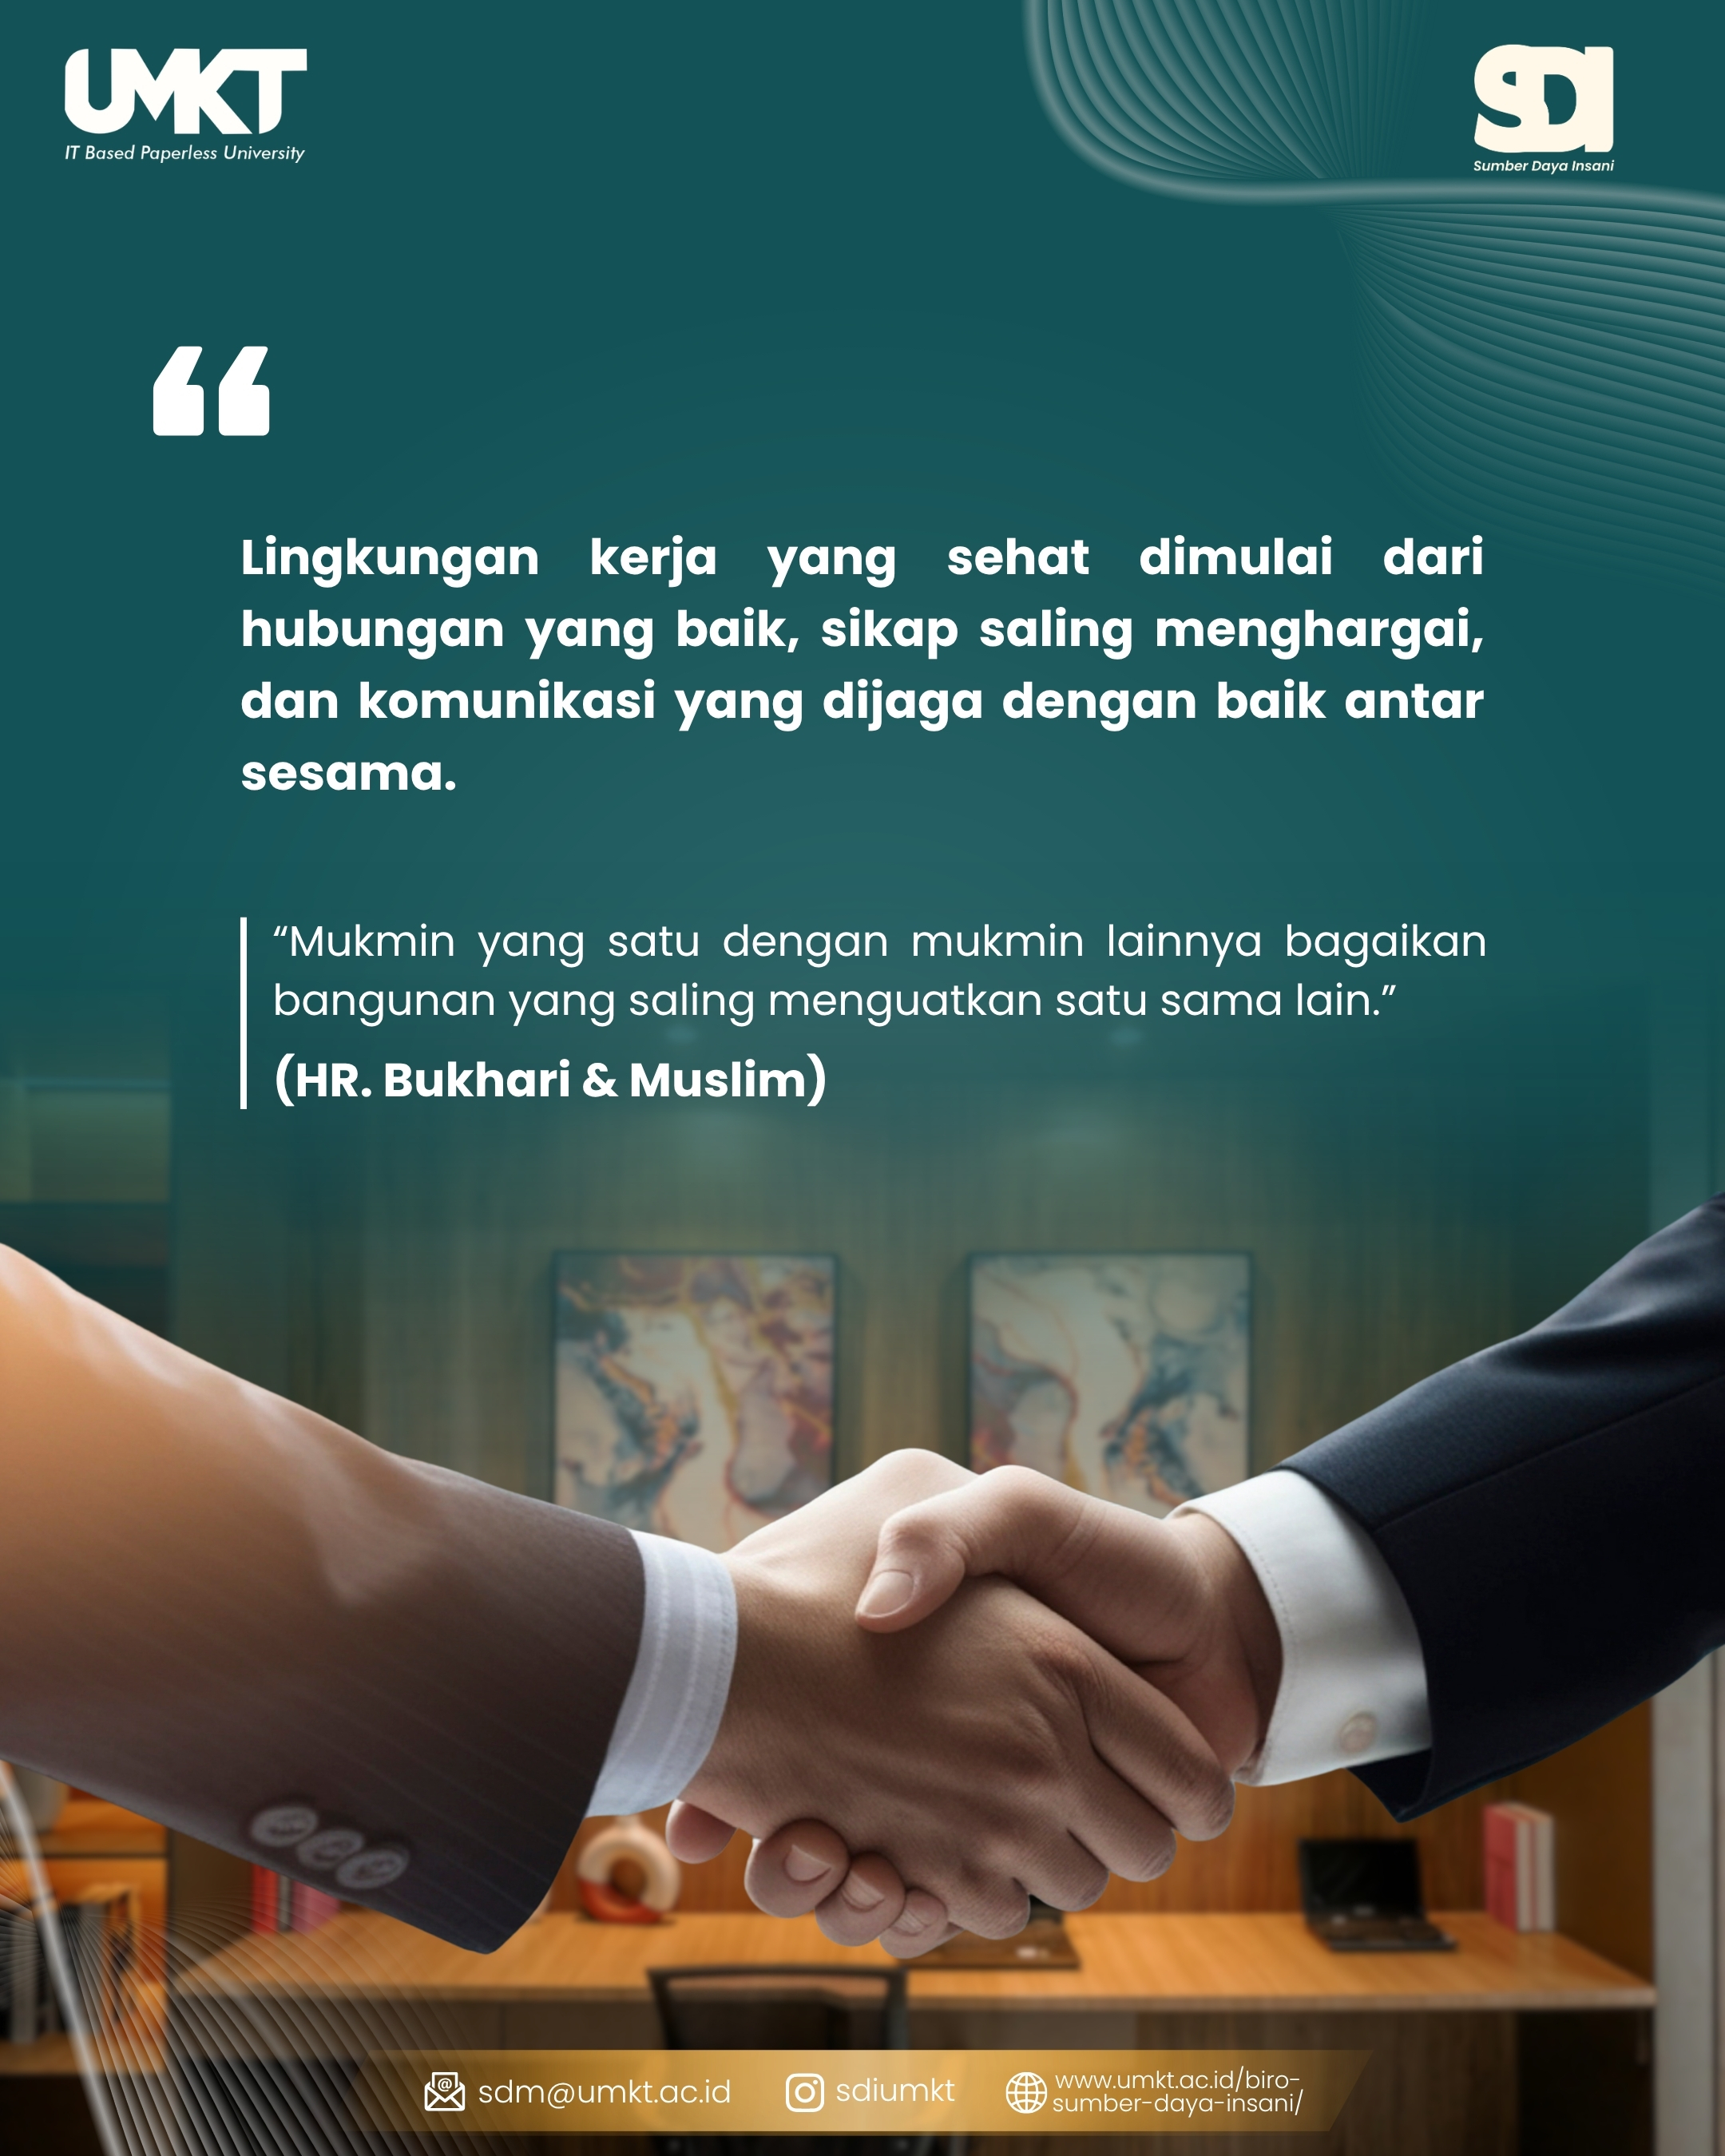 UMKT
IT Based Paperless University
SDI
Sumber Daya Insani
“
Lingkungan kerja yang sehat dimulai dari
hubungan yang baik, sikap saling menghargai,
dan komunikasi yang dijaga dengan baik antar
sesama.
“Mukmin yang satu dengan mukmin lainnya bagaikan
bangunan yang saling menguatkan satu sama lain.”
(HR. Bukhari & Muslim)
sdm@umkt.ac.id
sdiumkt
www.umkt.ac.id/biro-
sumber-daya-insani/